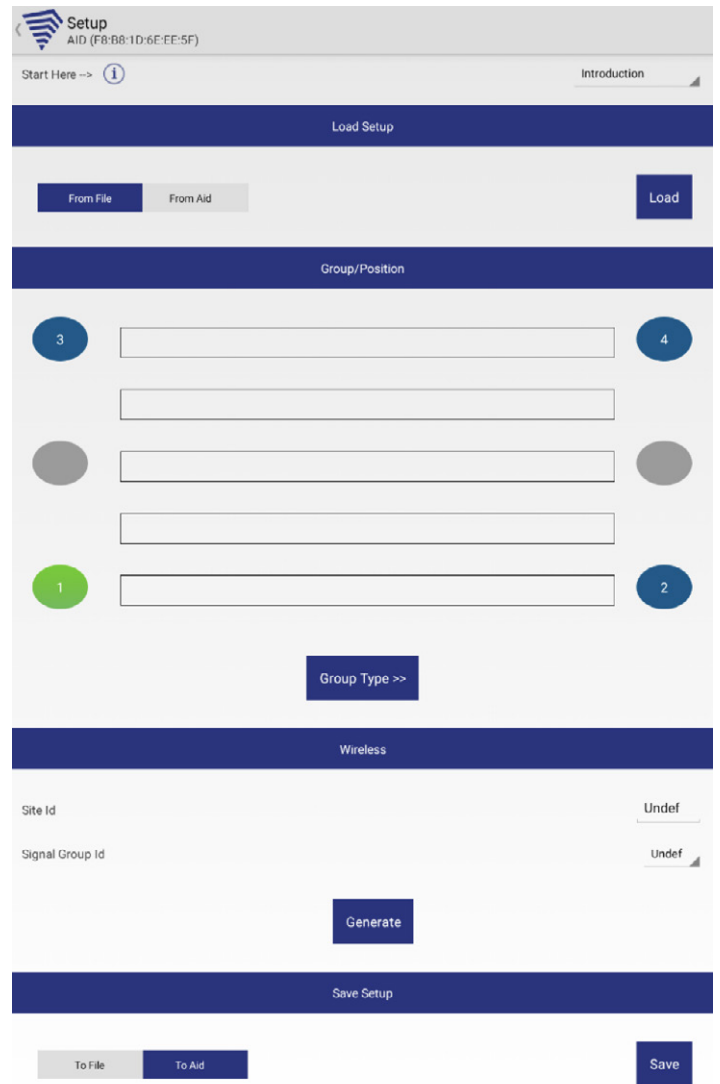 Setup
AID (F8:B8:1D:6E:EE:5F)
Start Here --> i Introduction
Load Setup
From File From Aid Load
Group/Position
3 4
1 2
Group Type >>
Wireless
Site Id Undef
Signal Group Id Undef
Generate
Save Setup
To File To Aid Save